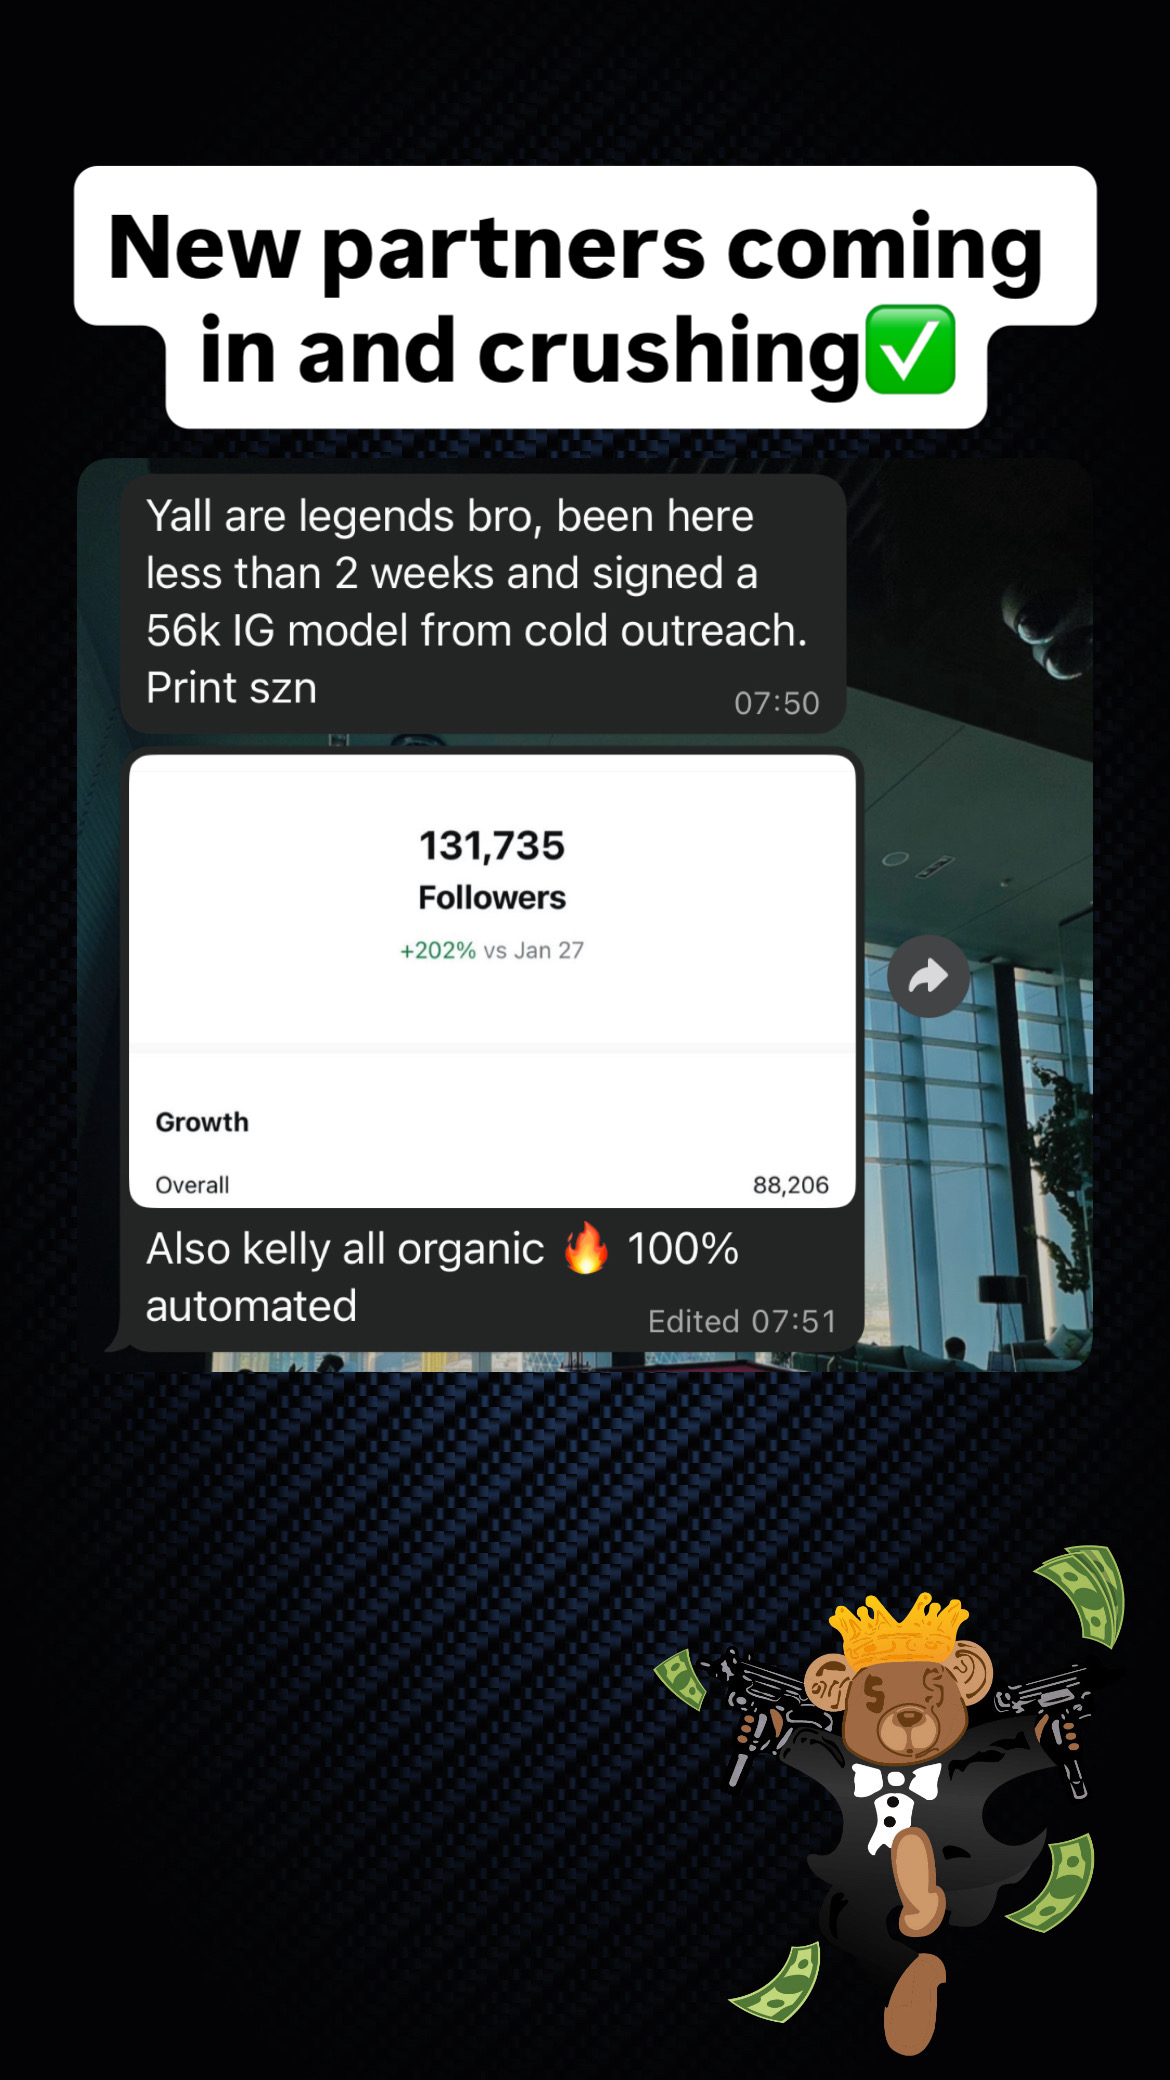 New partners coming
in and crushing✅
Yall are legends bro, been here
less than 2 weeks and signed a
56k IG model from cold outreach.
Print szn
07:50
131,735
Followers
+202% vs Jan 27
Growth
Overall 88,206
Also kelly all organic 🔥 100%
automated
Edited 07:51